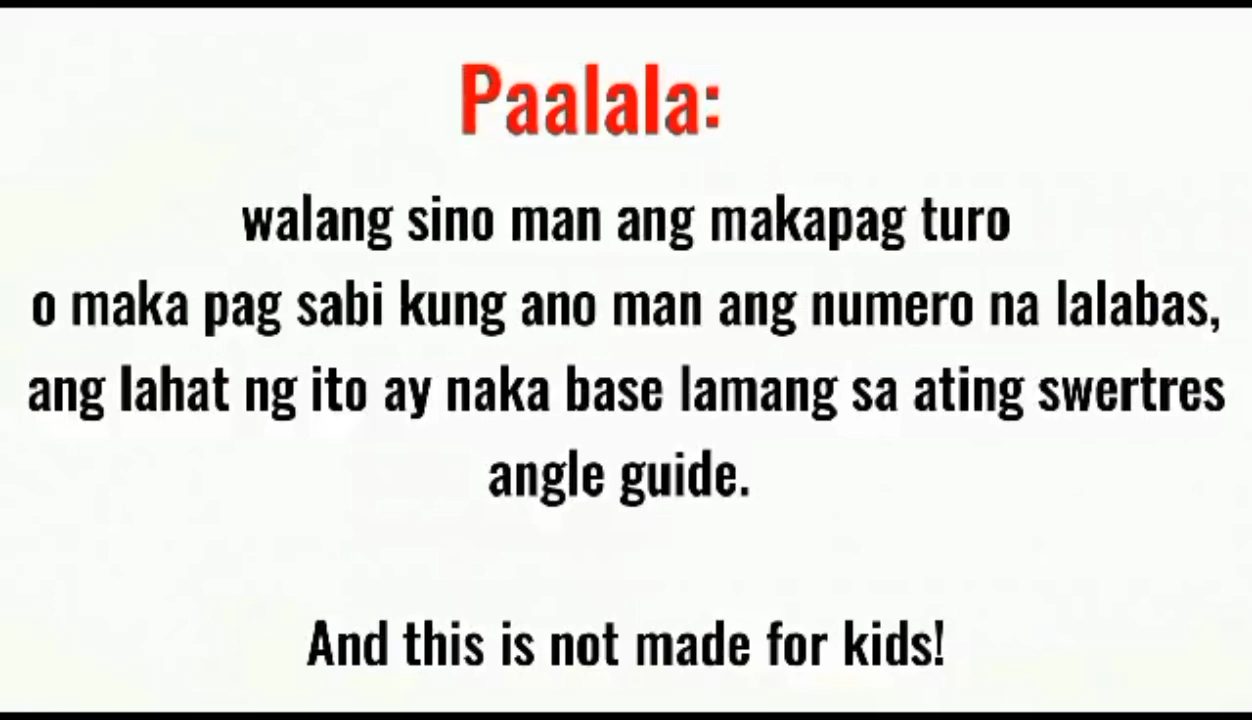 Paalala:
walang sino man ang makapag turo
o maka pag sabi kung ano man ang numero na lalabas,
ang lahat ng ito ay naka base lamang sa ating swertres
angle guide.
And this is not made for kids!